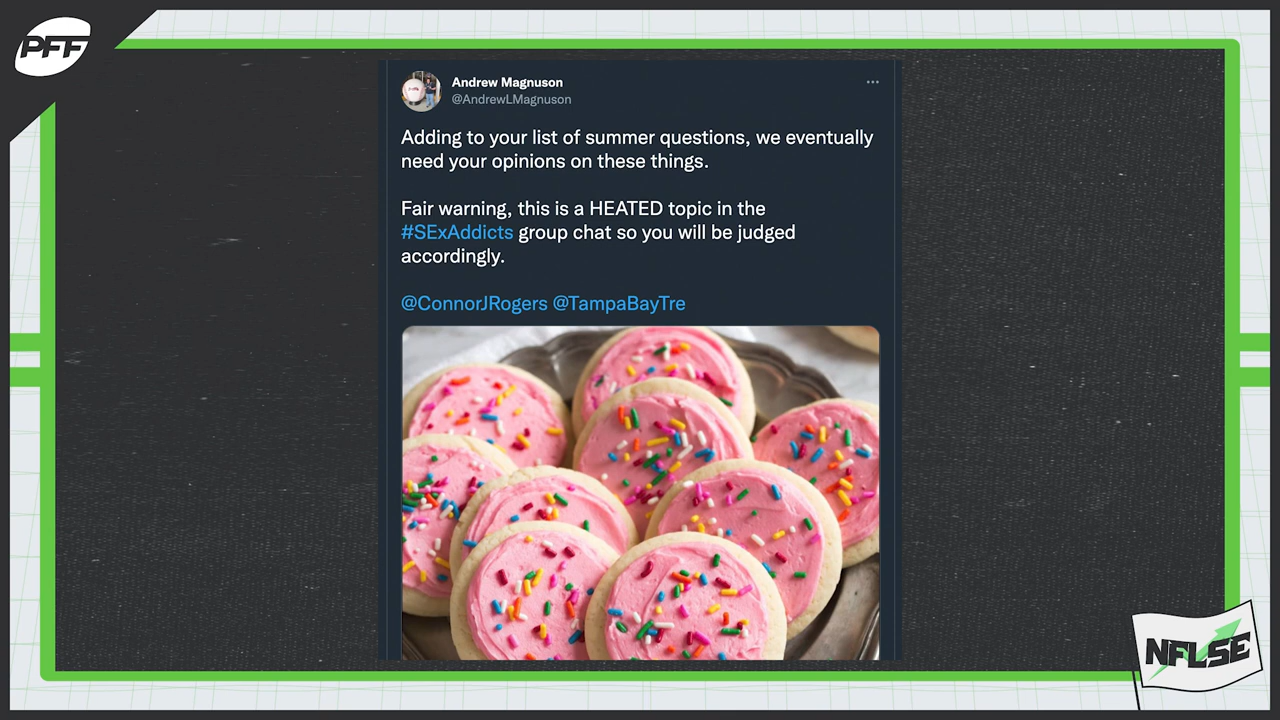 PFF
Andrew Magnuson
@AndrewLMagnuson
Adding to your list of summer questions, we eventually
need your opinions on these things.
Fair warning, this is a HEATED topic in the
#SExAddicts group chat so you will be judged
accordingly.
@ConnorJRogers @TampaBayTre
NFLSE